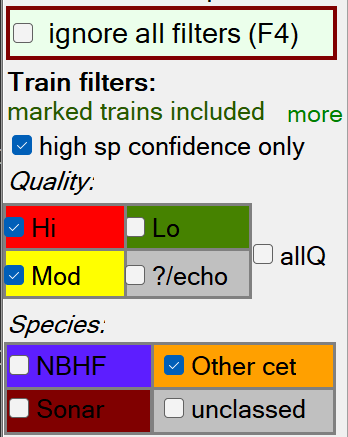 ignore all filters (F4)
Train filters:
marked trains included more
high sp confidence only
Quality:
Hi Lo
allQ
Mod ?/echo
Species:
NBHF Other cet
Sonar unclassed